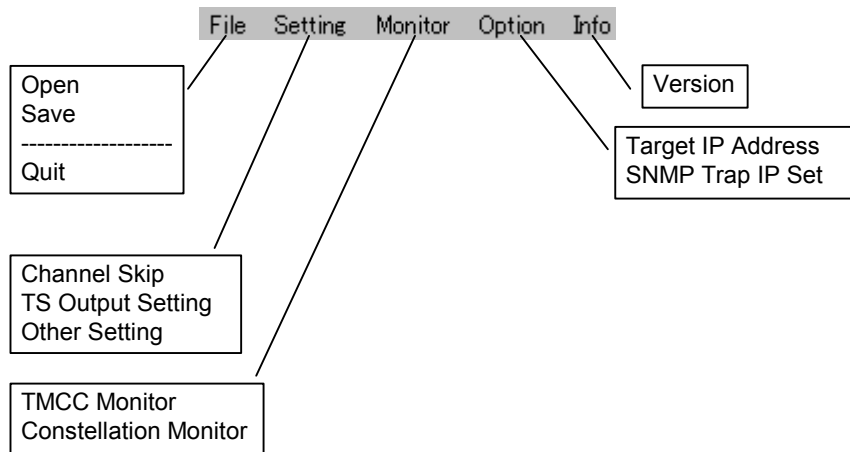 File Setting Monitor Option Info
Open
Save
-------------------
Quit
Version
Target IP Address
SNMP Trap IP Set
Channel Skip
TS Output Setting
Other Setting
TMCC Monitor
Constellation Monitor